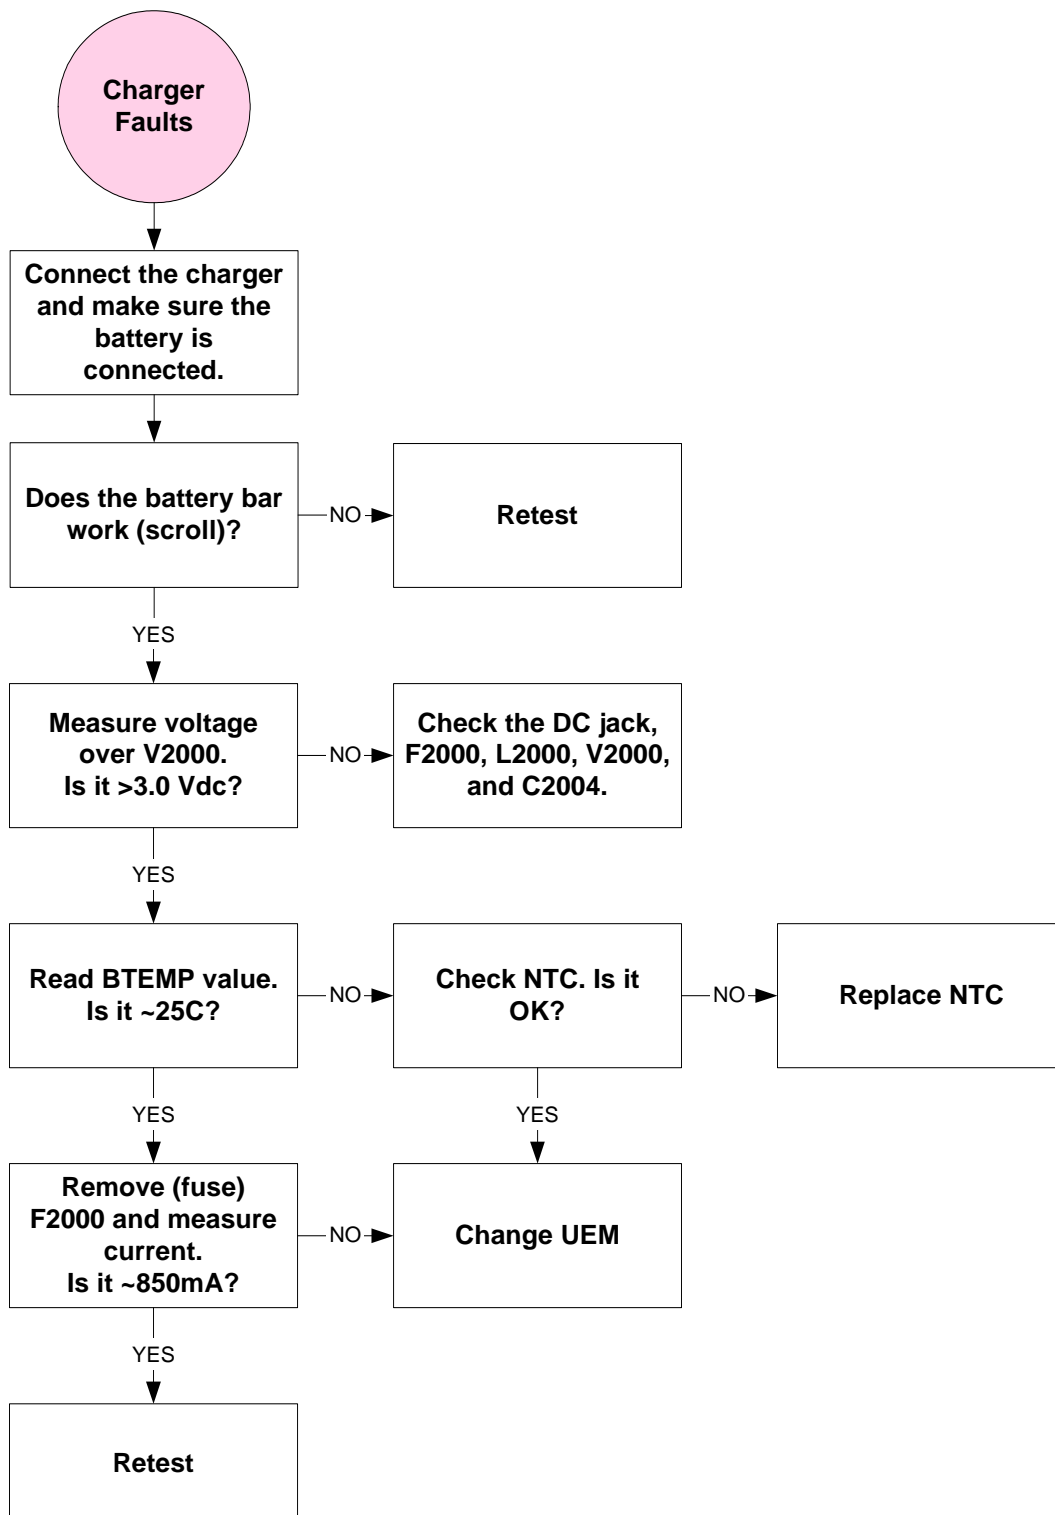 Charger
Faults
Connect the charger
and make sure the
battery is
connected.
Does the battery bar
work (scroll)?
NO
Retest
YES
Measure voltage
over V2000.
Is it >3.0 Vdc?
NO
Check the DC jack,
F2000, L2000, V2000,
and C2004.
YES
Read BTEMP value.
Is it ~25C?
NO
Check NTC. Is it
OK?
NO
Replace NTC
YES
YES
Remove (fuse)
F2000 and measure
current.
Is it ~850mA?
NO
Change UEM
YES
Retest